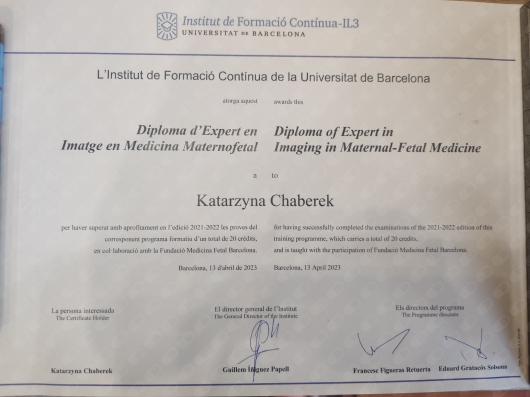 Institut de Formació Contínua-IL3
UNIVERSITAT DE BARCELONA
L'Institut de Formació Contínua de la Universitat de Barcelona
atorga aquest
awards this
Diploma d'Expert en
Imatge en Medicina Maternofetal
Diploma of Expert in
Imaging in Maternal-Fetal Medicine
a
to
Katarzyna Chaberek
per haver superat amb aprofitament en l'edició 2021-2022 les proves del
corresponent programa formatiu d'un total de 20 crèdits,
en col·laboració amb la Fundació Medicina Fetal Barcelona.
for having successfully completed the examinations of the 2021-2022 edition of this
training programme, which carries a total of 20 credits,
and is taught with the participation of Fundació Medicina Fetal Barcelona.
Barcelona, 13 d'abril de 2023
Barcelona, 13 April 2023
La persona interessada
The Certificate Holder
El director general de l'Institut
The General Director of the Institute
Els directors del programa
The Programme directors
Katarzyna Chaberek
Guillem Iñiguez Papell
Francesc Figueras Retuerta
Eduard Gratacós Solsona